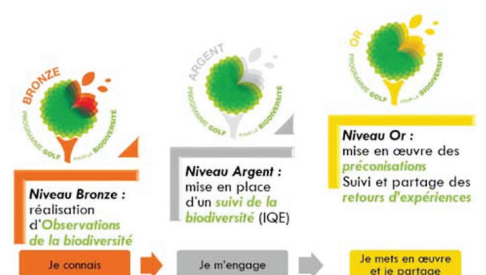 BRONZE
PROGRAMME GOLF POUR LA BIODIVERSITÉ
Niveau Bronze :
réalisation
d'Observations
de la biodiversité
Je connais
ARGENT
PROGRAMME GOLF POUR LA BIODIVERSITÉ
Niveau Argent :
mise en place
d'un suivi de la
biodiversité (IQE)
Je m'engage
OR
PROGRAMME GOLF POUR LA BIODIVERSITÉ
Niveau Or :
mise en œuvre des
préconisations
Suivi et partage des
retours d'expériences
Je mets en œuvre
et je partage